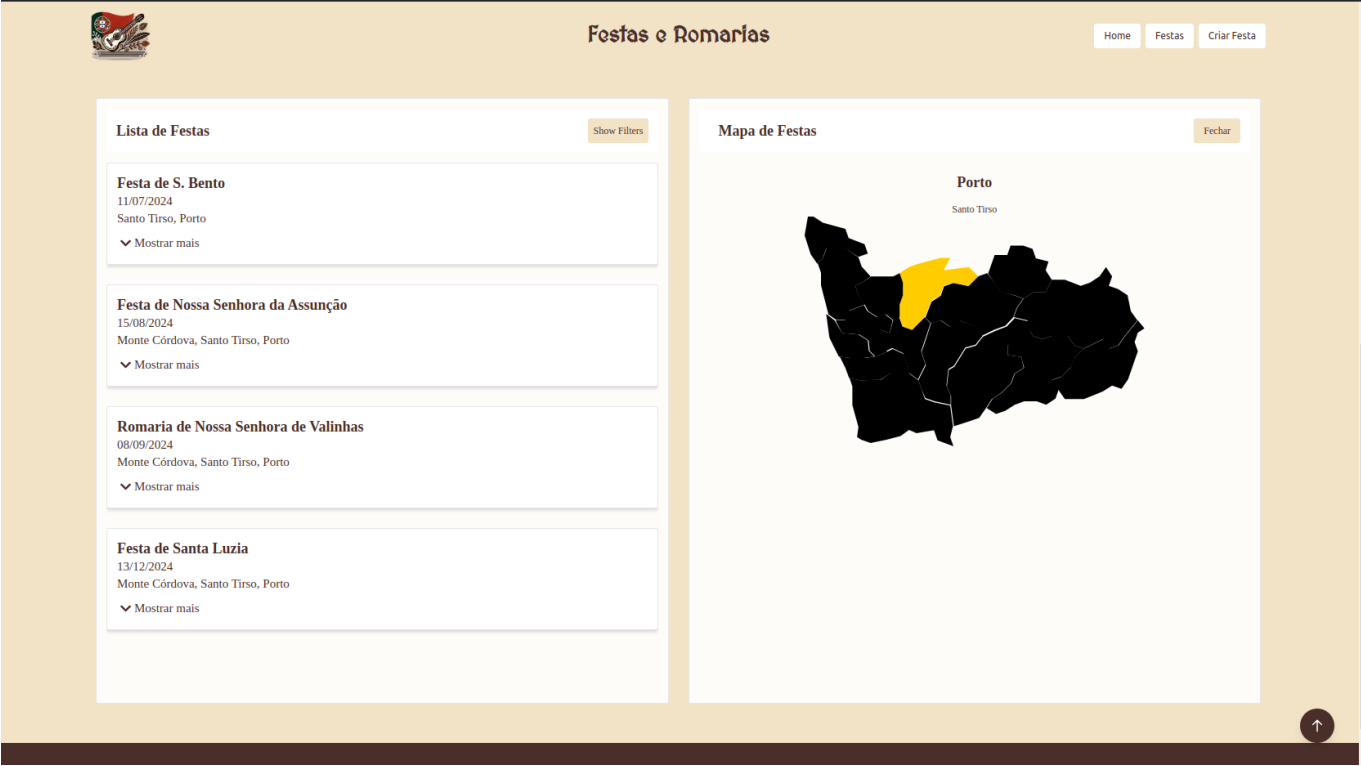 Festas e Romarias
Home
Festas
Criar Festa
Lista de Festas
Show Filters
Festa de S. Bento
11/07/2024
Santo Tirso, Porto
Mostrar mais
Festa de Nossa Senhora da Assunção
15/08/2024
Monte Córdova, Santo Tirso, Porto
Mostrar mais
Romaria de Nossa Senhora de Valinhas
08/09/2024
Monte Córdova, Santo Tirso, Porto
Mostrar mais
Festa de Santa Luzia
13/12/2024
Monte Córdova, Santo Tirso, Porto
Mostrar mais
Mapa de Festas
Fechar
Porto
Santo Tirso